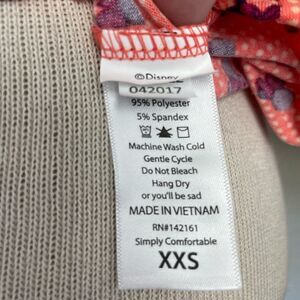 ©Disney
042017
95% Polyester
5% Spandex
Machine Wash Cold
Gentle Cycle
Do Not Bleach
Hang Dry
or you'll be sad
MADE IN VIETNAM
RN#142161
Simply Comfortable
XXS